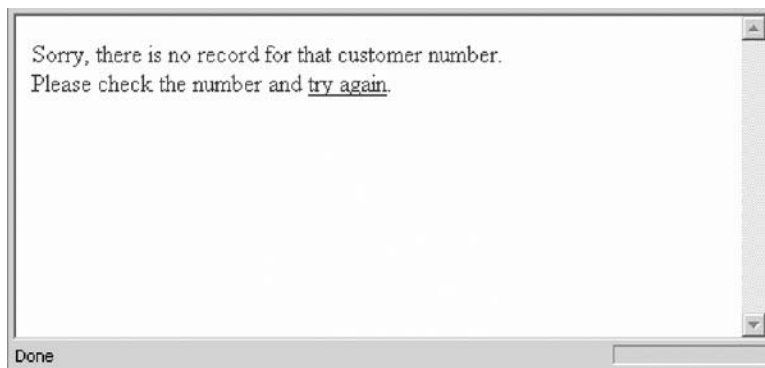 Sorry, there is no record for that customer number.
Please check the number and try again.
Done